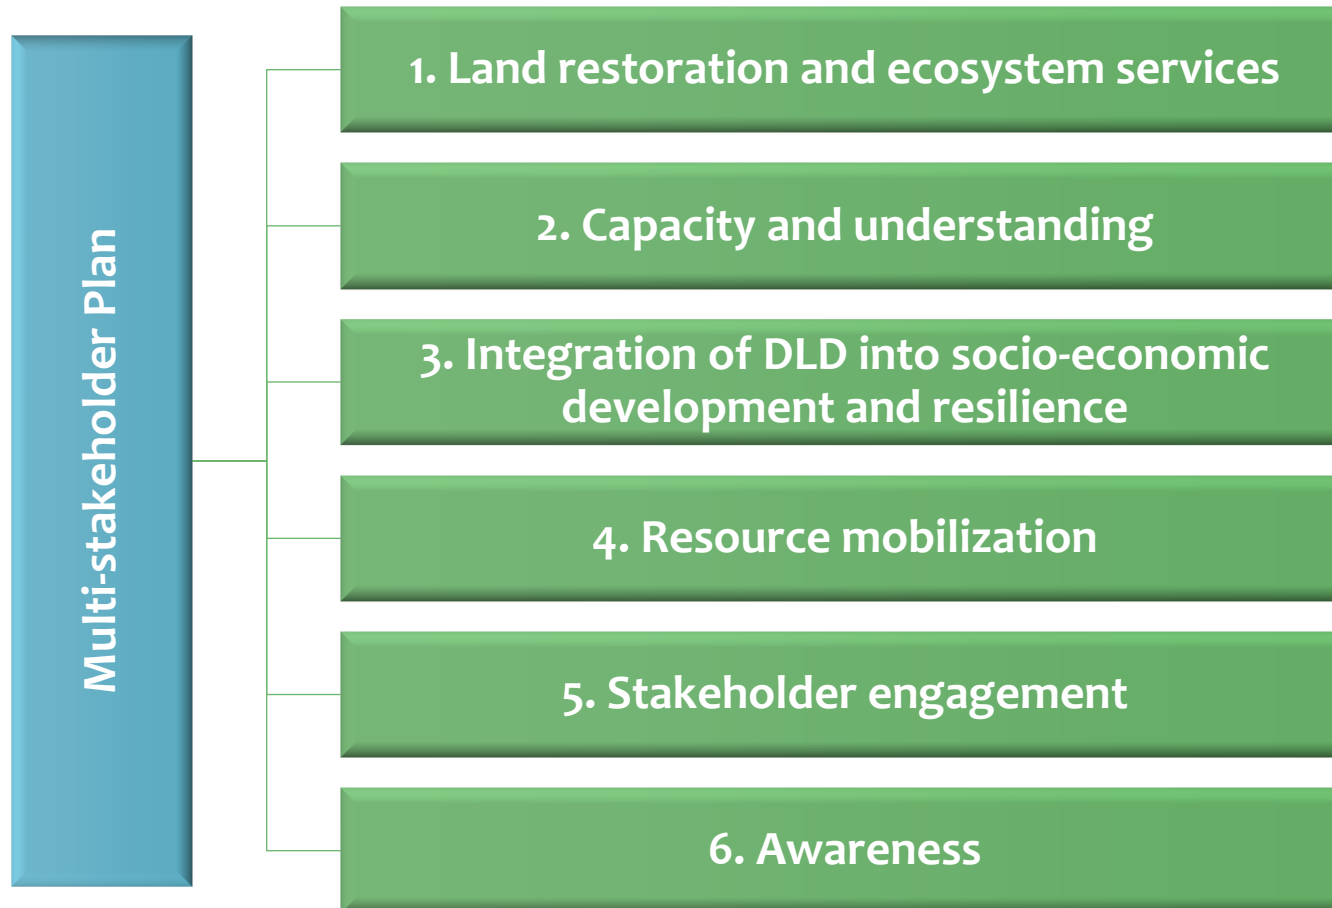 Multi-stakeholder Plan
1. Land restoration and ecosystem services
2. Capacity and understanding
3. Integration of DLD into socio-economic
development and resilience
4. Resource mobilization
5. Stakeholder engagement
6. Awareness